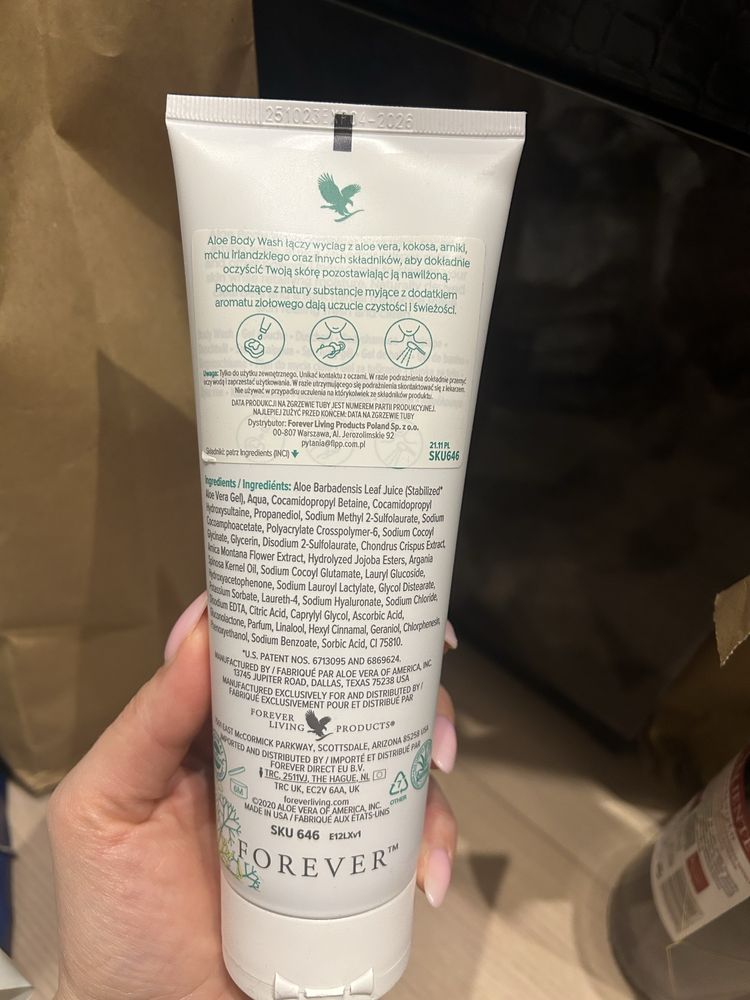 Aloe Body Wash łączy wyciąg z aloe vera, kokosa, arniki,
mchu irlandzkiego oraz innych składników, aby dokładnie
oczyścić Twoją skórę pozostawiając ją nawilżoną.
Pochodzące z natury substancje myjące z dodatkiem
aromatu ziołowego dają uczucie czystości i świeżości.
Uwaga: Tylko do użytku zewnętrznego. Unikać kontaktu z oczami. W razie podrażnienia dokładnie przemyć
oczy wodą i zaprzestać użytkowania. W razie utrzymującego się podrażnienia skontaktować się z lekarzem.
Nie używać w przypadku uczulenia na którykolwiek ze składników produktu.
DATA PRODUKCJI NA ZGRZEWIE TUBY JEST NUMEREM PARTII PRODUKCYJNEJ.
NAJLEPIEJ ZUŻYĆ PRZED KOŃCEM: DATA NA ZGRZEWIE TUBY
Dystrybutor: Forever Living Products Poland Sp. z o.o.
00-807 Warszawa, Al. Jerozolimskie 92
pytania@flpp.com.pl
Składniki: patrz Ingredients (INCI)
21.11 PL
SKU646
Ingredients / Ingrédients: Aloe Barbadensis Leaf Juice (Stabilized*
Aloe Vera Gel), Aqua, Cocamidopropyl Betaine, Cocamidopropyl
Hydroxysultaine, Propanediol, Sodium Methyl 2-Sulfolaurate, Sodium
Cocoamphoacetate, Polyacrylate Crosspolymer-6, Sodium Cocoyl
Glycinate, Glycerin, Disodium 2-Sulfolaurate, Chondrus Crispus Extract,
Arnica Montana Flower Extract, Hydrolyzed Jojoba Esters, Argania
Spinosa Kernel Oil, Sodium Cocoyl Glutamate, Lauryl Glucoside,
Hydroxyacetophenone, Sodium Lauroyl Lactylate, Glycol Distearate,
Potassium Sorbate, Laureth-4, Sodium Hyaluronate, Sodium Chloride,
Disodium EDTA, Citric Acid, Caprylyl Glycol, Ascorbic Acid,
Gluconolactone, Parfum, Linalool, Hexyl Cinnamal, Geraniol, Chlorphenesin,
Phenoxyethanol, Sodium Benzoate, Sorbic Acid, CI 75810.
*U.S. PATENT NOS. 6713095 AND 6869624.
MANUFACTURED BY / FABRIQUÉ PAR ALOE VERA OF AMERICA, INC.
13745 JUPITER ROAD, DALLAS, TEXAS 75238 USA
MANUFACTURED EXCLUSIVELY FOR AND DISTRIBUTED BY /
FABRIQUÉ EXCLUSIVEMENT POUR ET DISTRIBUÉ PAR
FOREVER
LIVING PRODUCTS®
EAST McCORMICK PARKWAY, SCOTTSDALE, ARIZONA 85258 USA
IMPORTED AND DISTRIBUTED BY / IMPORTÉ ET DISTRIBUÉ PAR
FOREVER DIRECT EU B.V.
TRC, 2511VJ, THE HAGUE, NL
TRC UK, EC2V 6AA, UK
6M
7
OTHER
foreverliving.com
©2020 ALOE VERA OF AMERICA, INC.
MADE IN USA / FABRIQUÉ AUX ÉTATS-UNIS
SKU 646 E12LXv1
FOREVER™